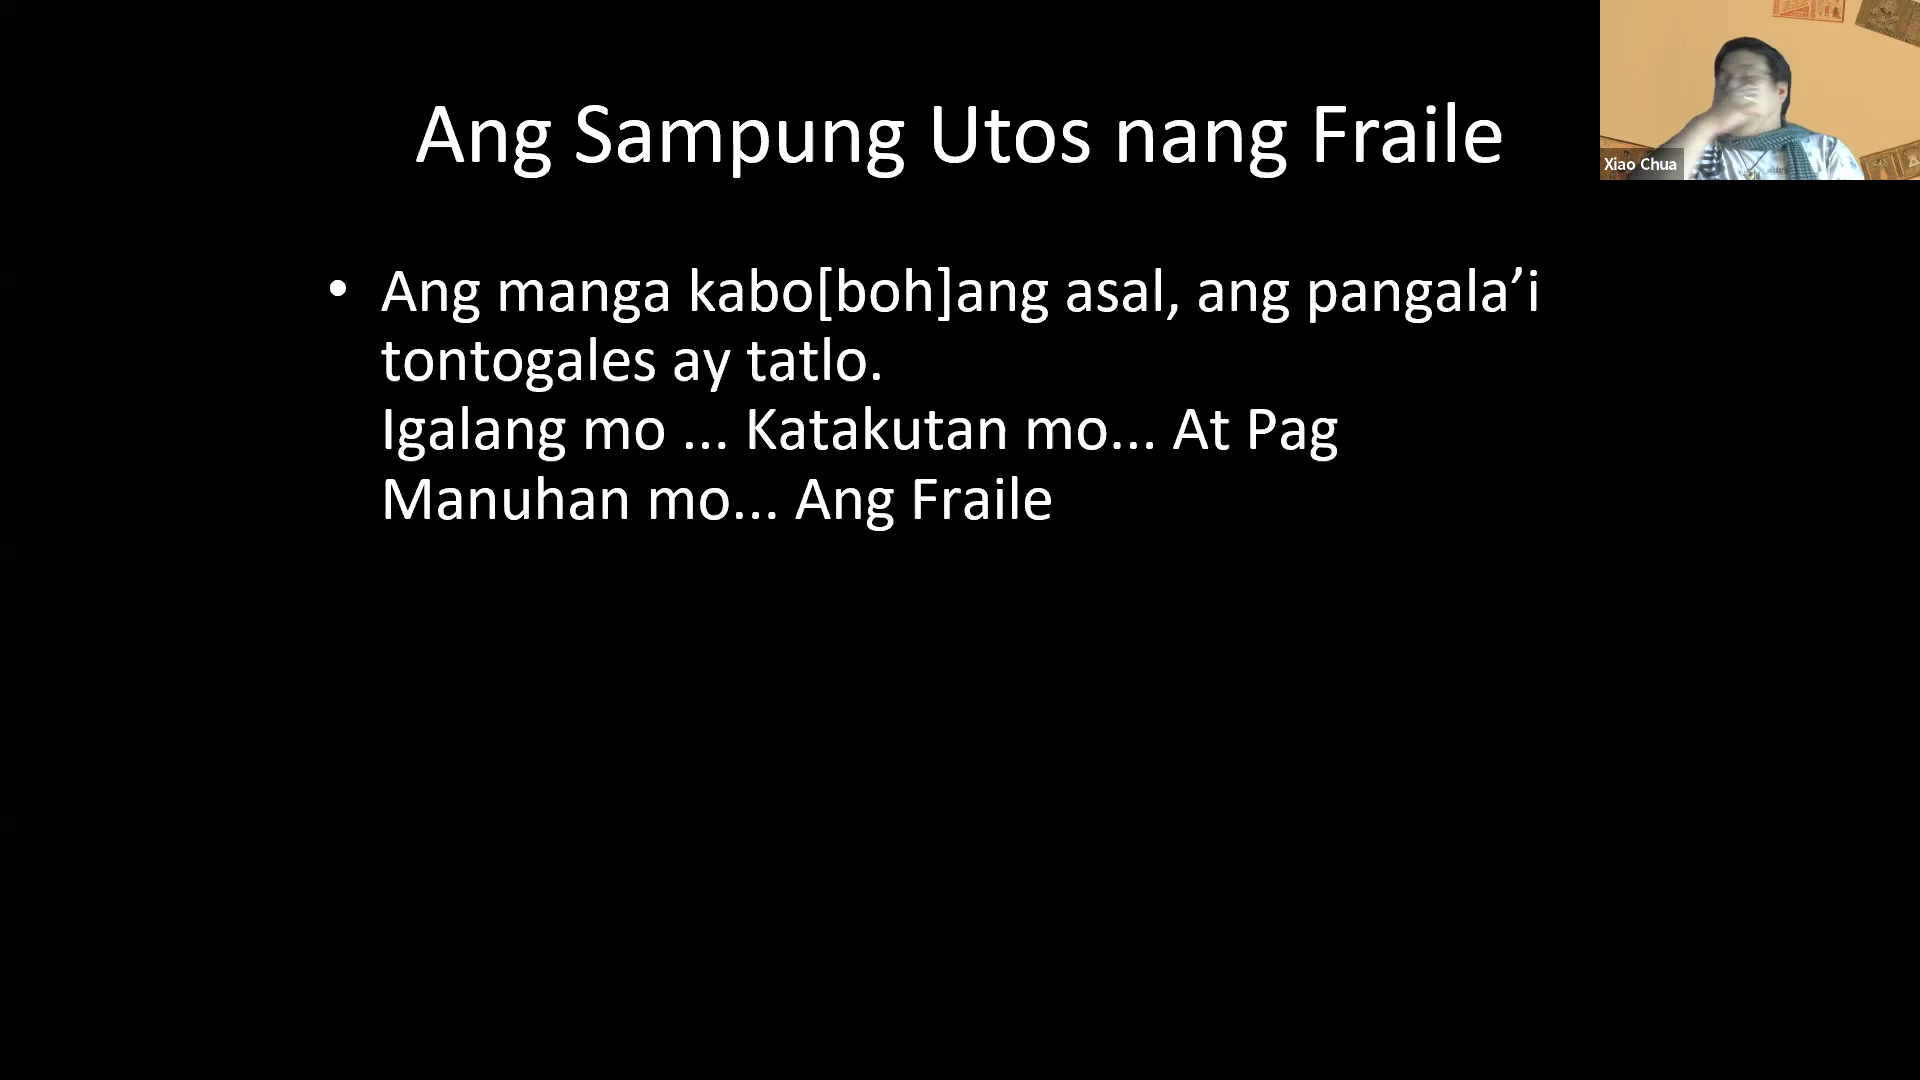 Ang Sampung Utos nang Fraile
• Ang manga kabo[boh]ang asal, ang pangala’i
tontogales ay tatlo.
Igalang mo ... Katakutan mo... At Pag
Manuhan mo... Ang Fraile
Xiao Chua